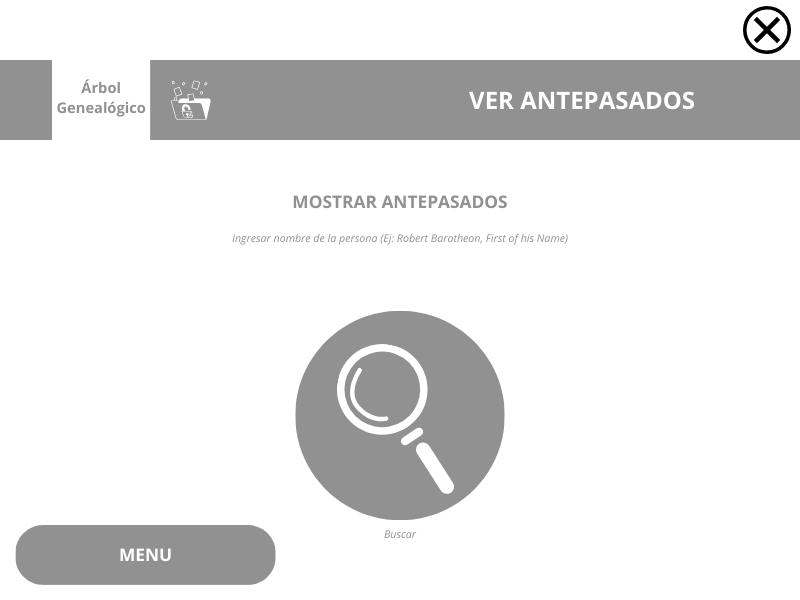 Árbol
Genealógico
VER ANTEPASADOS
MOSTRAR ANTEPASADOS
Ingresar nombre de la persona (Ej: Robert Baratheon, First of his Name)
Buscar
MENU